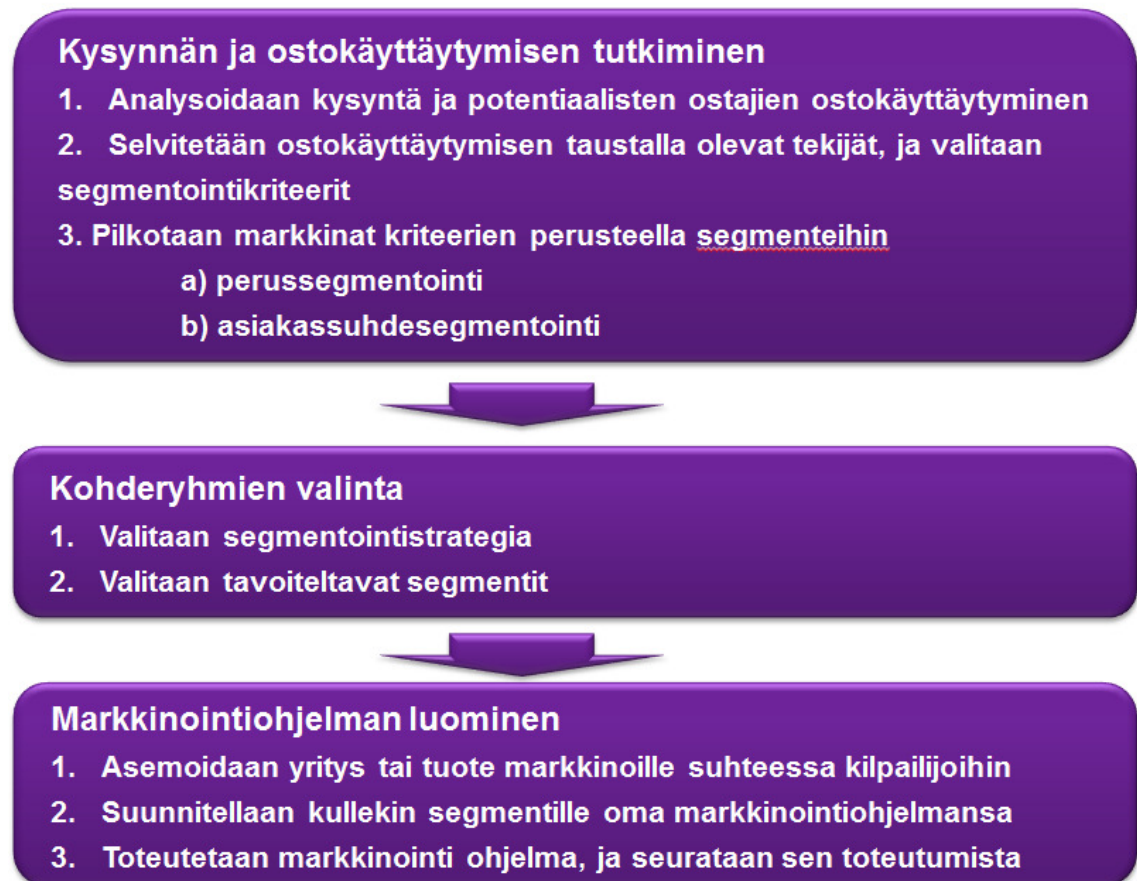 Kysynnän ja ostokäyttäytymisen tutkiminen
1. Analysoidaan kysyntä ja potentiaalisten ostajien ostokäyttäytyminen
2. Selvitetään ostokäyttäytymisen taustalla olevat tekijät, ja valitaan
segmentointikriteerit
3. Pilkotaan markkinat kriteerien perusteella segmenteihin
a) perussegmentointi
b) asiakassuhdesegmentointi
Kohderyhmien valinta
1. Valitaan segmentointistrategia
2. Valitaan tavoiteltavat segmentit
Markkinointiohjelman luominen
1. Asemoidaan yritys tai tuote markkinoille suhteessa kilpailijoihin
2. Suunnitellaan kullekin segmentille oma markkinointiohjelmansa
3. Toteutetaan markkinointi ohjelma, ja seurataan sen toteutumista